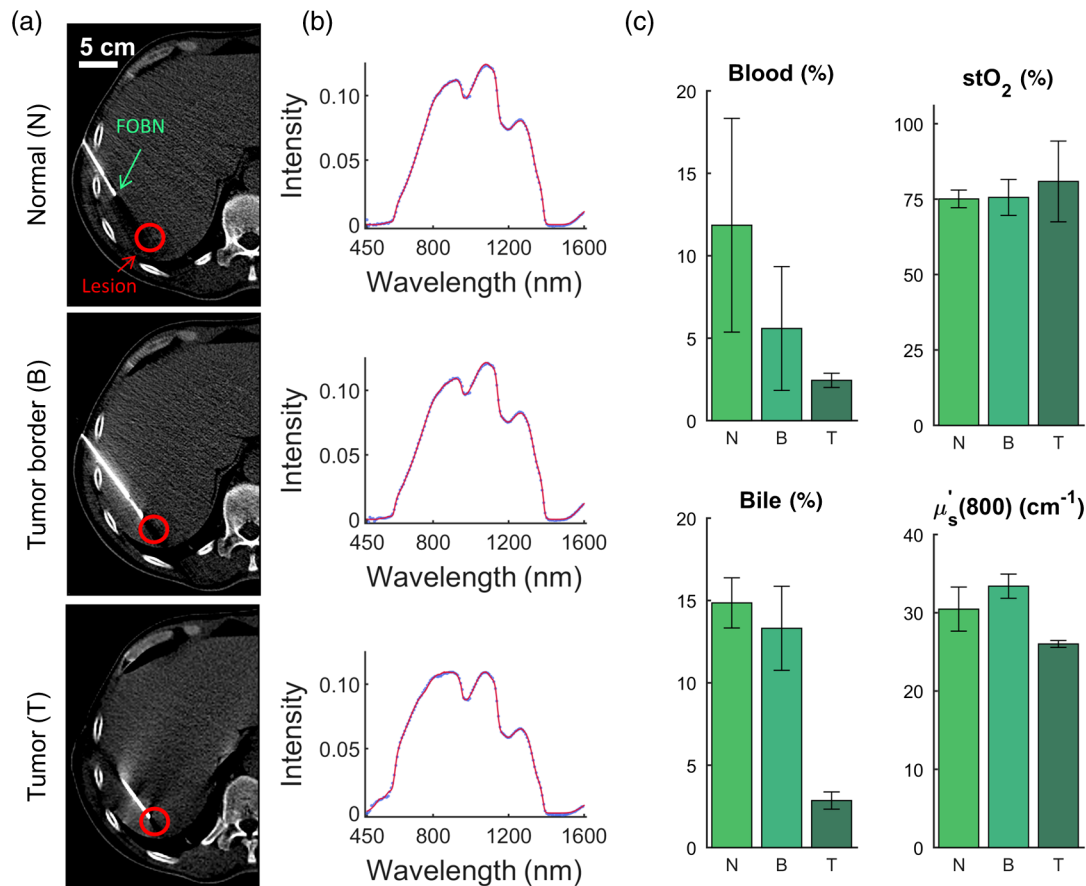 (a)
(b)
(c)
5 cm
FOBN
Lesion
Normal (N)
Tumor border (B)
Tumor (T)
Intensity
0.10
0.05
0
450 800 1200 1600
Wavelength (nm)
Intensity
0.10
0.05
0
450 800 1200 1600
Wavelength (nm)
Intensity
0.10
0.05
0
450 800 1200 1600
Wavelength (nm)
Blood (%)
20
15
10
5
0
N B T
stO₂ (%)
100
75
50
25
0
N B T
Bile (%)
20
15
10
5
0
N B T
μ's(800) (cm⁻¹)
40
30
20
10
0
N B T